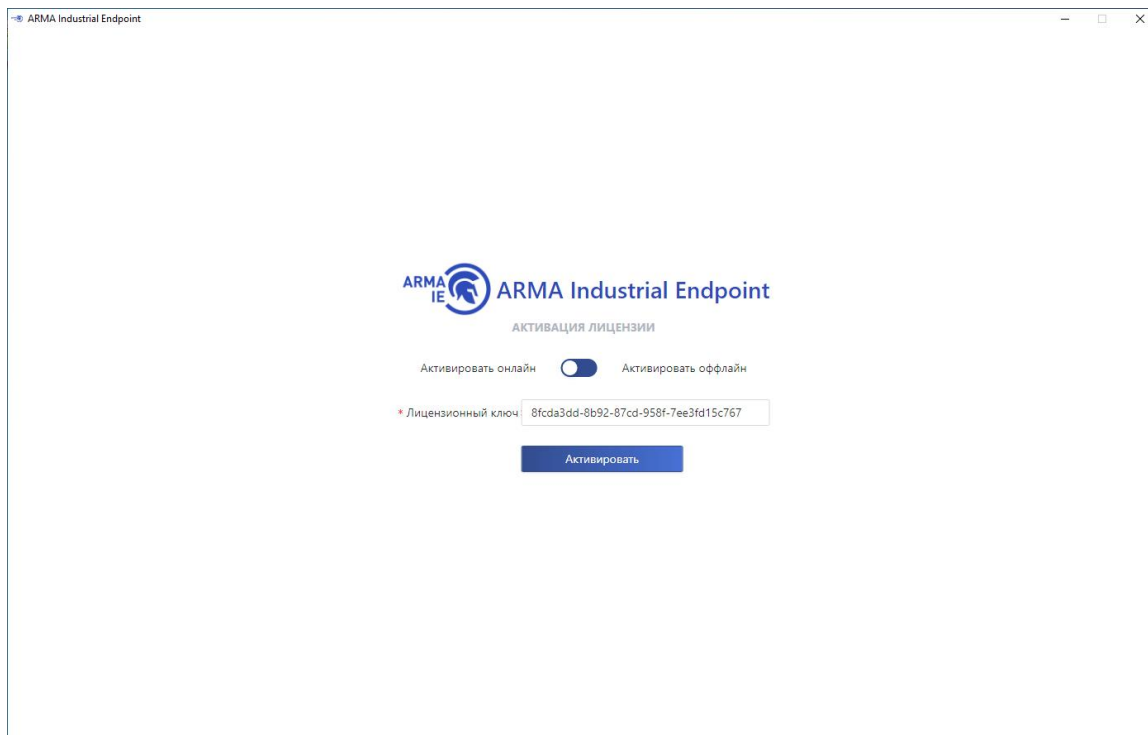 ARMA Industrial Endpoint
ARMA IE
ARMA Industrial Endpoint
АКТИВАЦИЯ ЛИЦЕНЗИИ
Активировать онлайн Активировать оффлайн
* Лицензионный ключ: 8fcda3dd-8b92-87cd-958f-7ee3fd15c767
Активировать